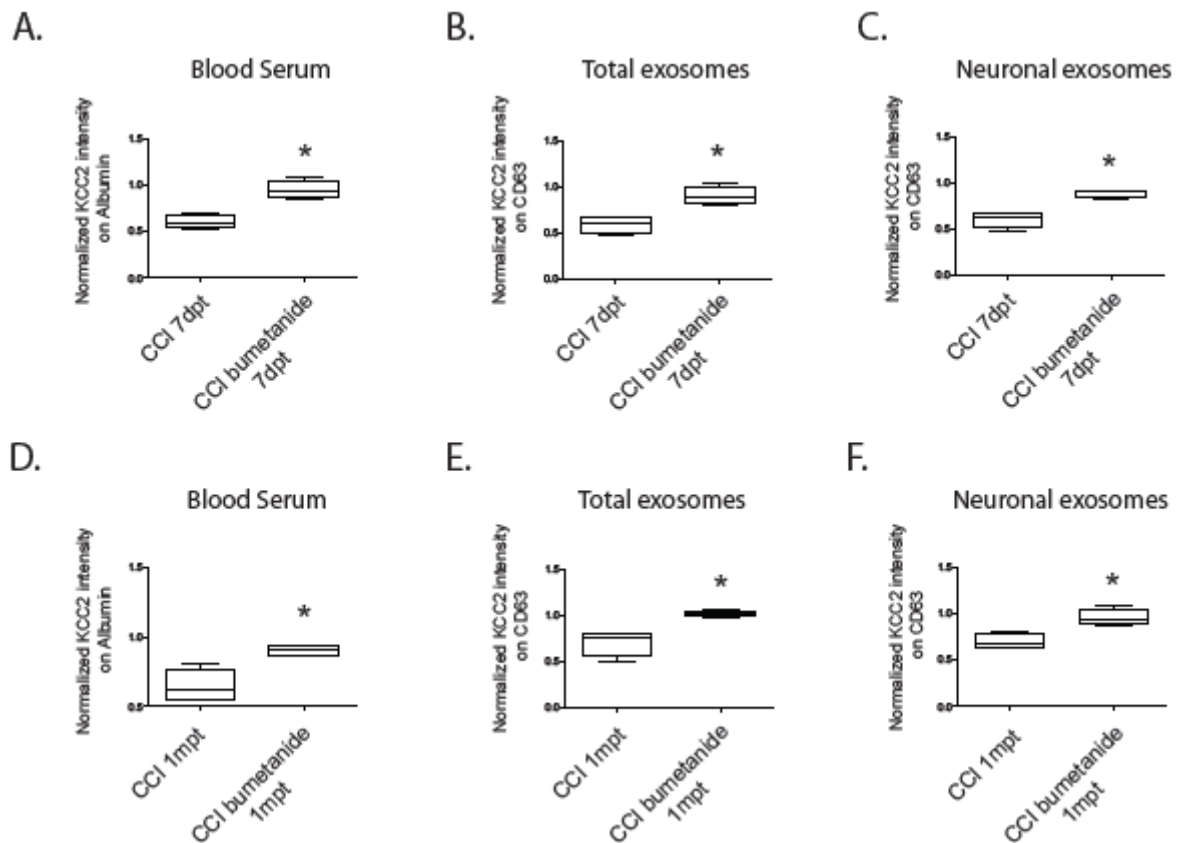 A.
Blood Serum
Normalized KCC2 intensity
on Albumin
1.5
1.0
0.5
0.0
*
CCI 7dpt
CCI bumetanide
7dpt
B.
Total exosomes
Normalized KCC2 intensity
on CD63
1.5
1.0
0.5
0.0
*
CCI 7dpt
CCI bumetanide
7dpt
C.
Neuronal exosomes
Normalized KCC2 intensity
on CD63
1.5
1.0
0.5
0.0
*
CCI 7dpt
CCI bumetanide
7dpt
D.
Blood Serum
Normalized KCC2 intensity
on Albumin
1.5
1.0
0.5
*
CCI 1mpt
CCI bumetanide
1mpt
E.
Total exosomes
Normalized KCC2 intensity
on CD63
1.5
1.0
0.5
0.0
*
CCI 1mpt
CCI bumetanide
1mpt
F.
Neuronal exosomes
Normalized KCC2 intensity
on CD63
1.5
1.0
0.5
0.0
*
CCI 1mpt
CCI bumetanide
1mpt